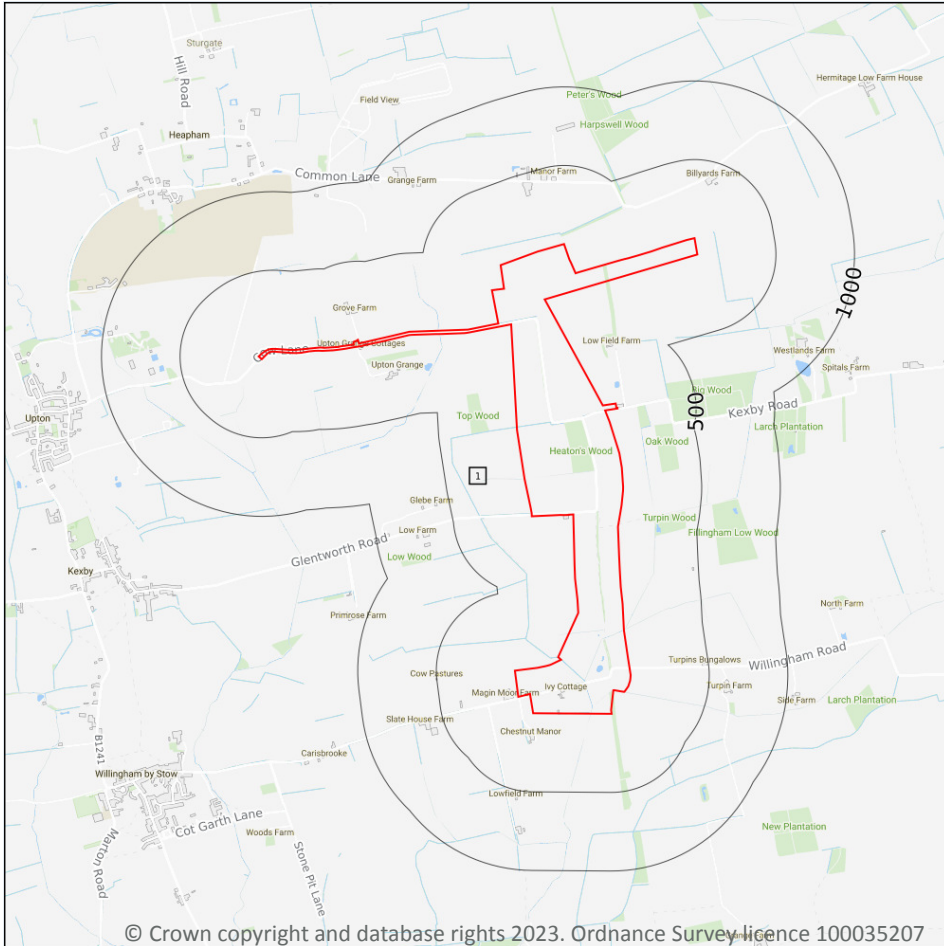 Sturgate
Hill Road
Hermitage Low Farm House
Field View
Peter's Wood
Harpswell Wood
Heapham
Common Lane
Grange Farm
Manor Farm
Billyards Farm
1000
Grove Farm
Upton Grange Cottages
Lane
Low Field Farm
Westlands Farm
Spitals Farm
Upton Grange
Big Wood
500
Kexby Road
Upton
Top Wood
Larch Plantation
Oak Wood
Heaton's Wood
1
Glebe Farm
Turpin Wood
Low Farm
Fillingham Low Wood
Glentworth Road
Low Wood
Kexby
Primrose Farm
North Farm
Willingham Road
Turpins Bungalows
Cow Pastures
Ivy Cottage
Turpin Farm
Magin Moor Farm
Side Farm
Larch Plantation
Slate House Farm
Chestnut Manor
B1241
Carisbrooke
Willingham by Stow
Lowfield Farm
Cot Garth Lane
Woods Farm
New Plantation
Marton Road
Stone Pit Lane
© Crown copyright and database rights 2023. Ordnance Survey licence 100035207